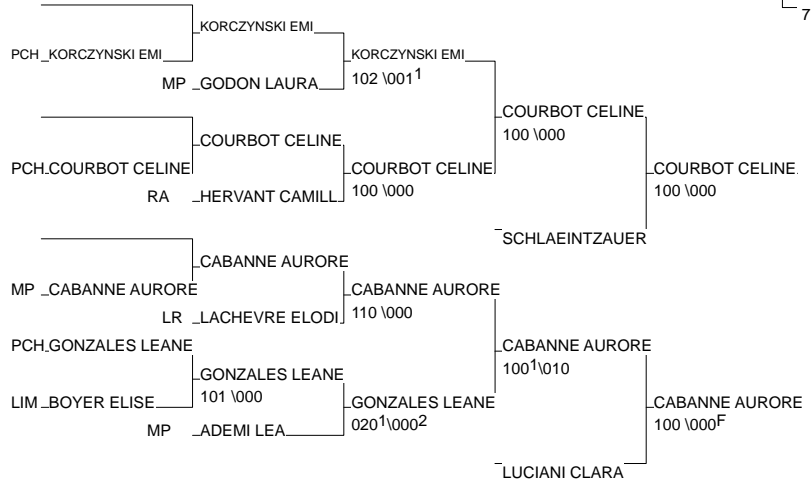 7
KORCZYNSKI EMI
PCH KORCZYNSKI EMI
KORCZYNSKI EMI
MP GODON LAURA
102 \001¹
COURBOT CELINE
100 \000
COURBOT CELINE
PCH COURBOT CELINE
COURBOT CELINE
COURBOT CELINE
RA HERVANT CAMILL
100 \000
100 \000
SCHLAEINTZAUER
CABANNE AURORE
MP CABANNE AURORE
CABANNE AURORE
LR LACHEVRE ELODI
110 \000
PCH GONZALES LEANE
CABANNE AURORE
100¹\010
GONZALES LEANE
101 \000
LIM BOYER ELISE
GONZALES LEANE
CABANNE AURORE
020¹\000²
100 \000F
MP ADEMI LEA
LUCIANI CLARA